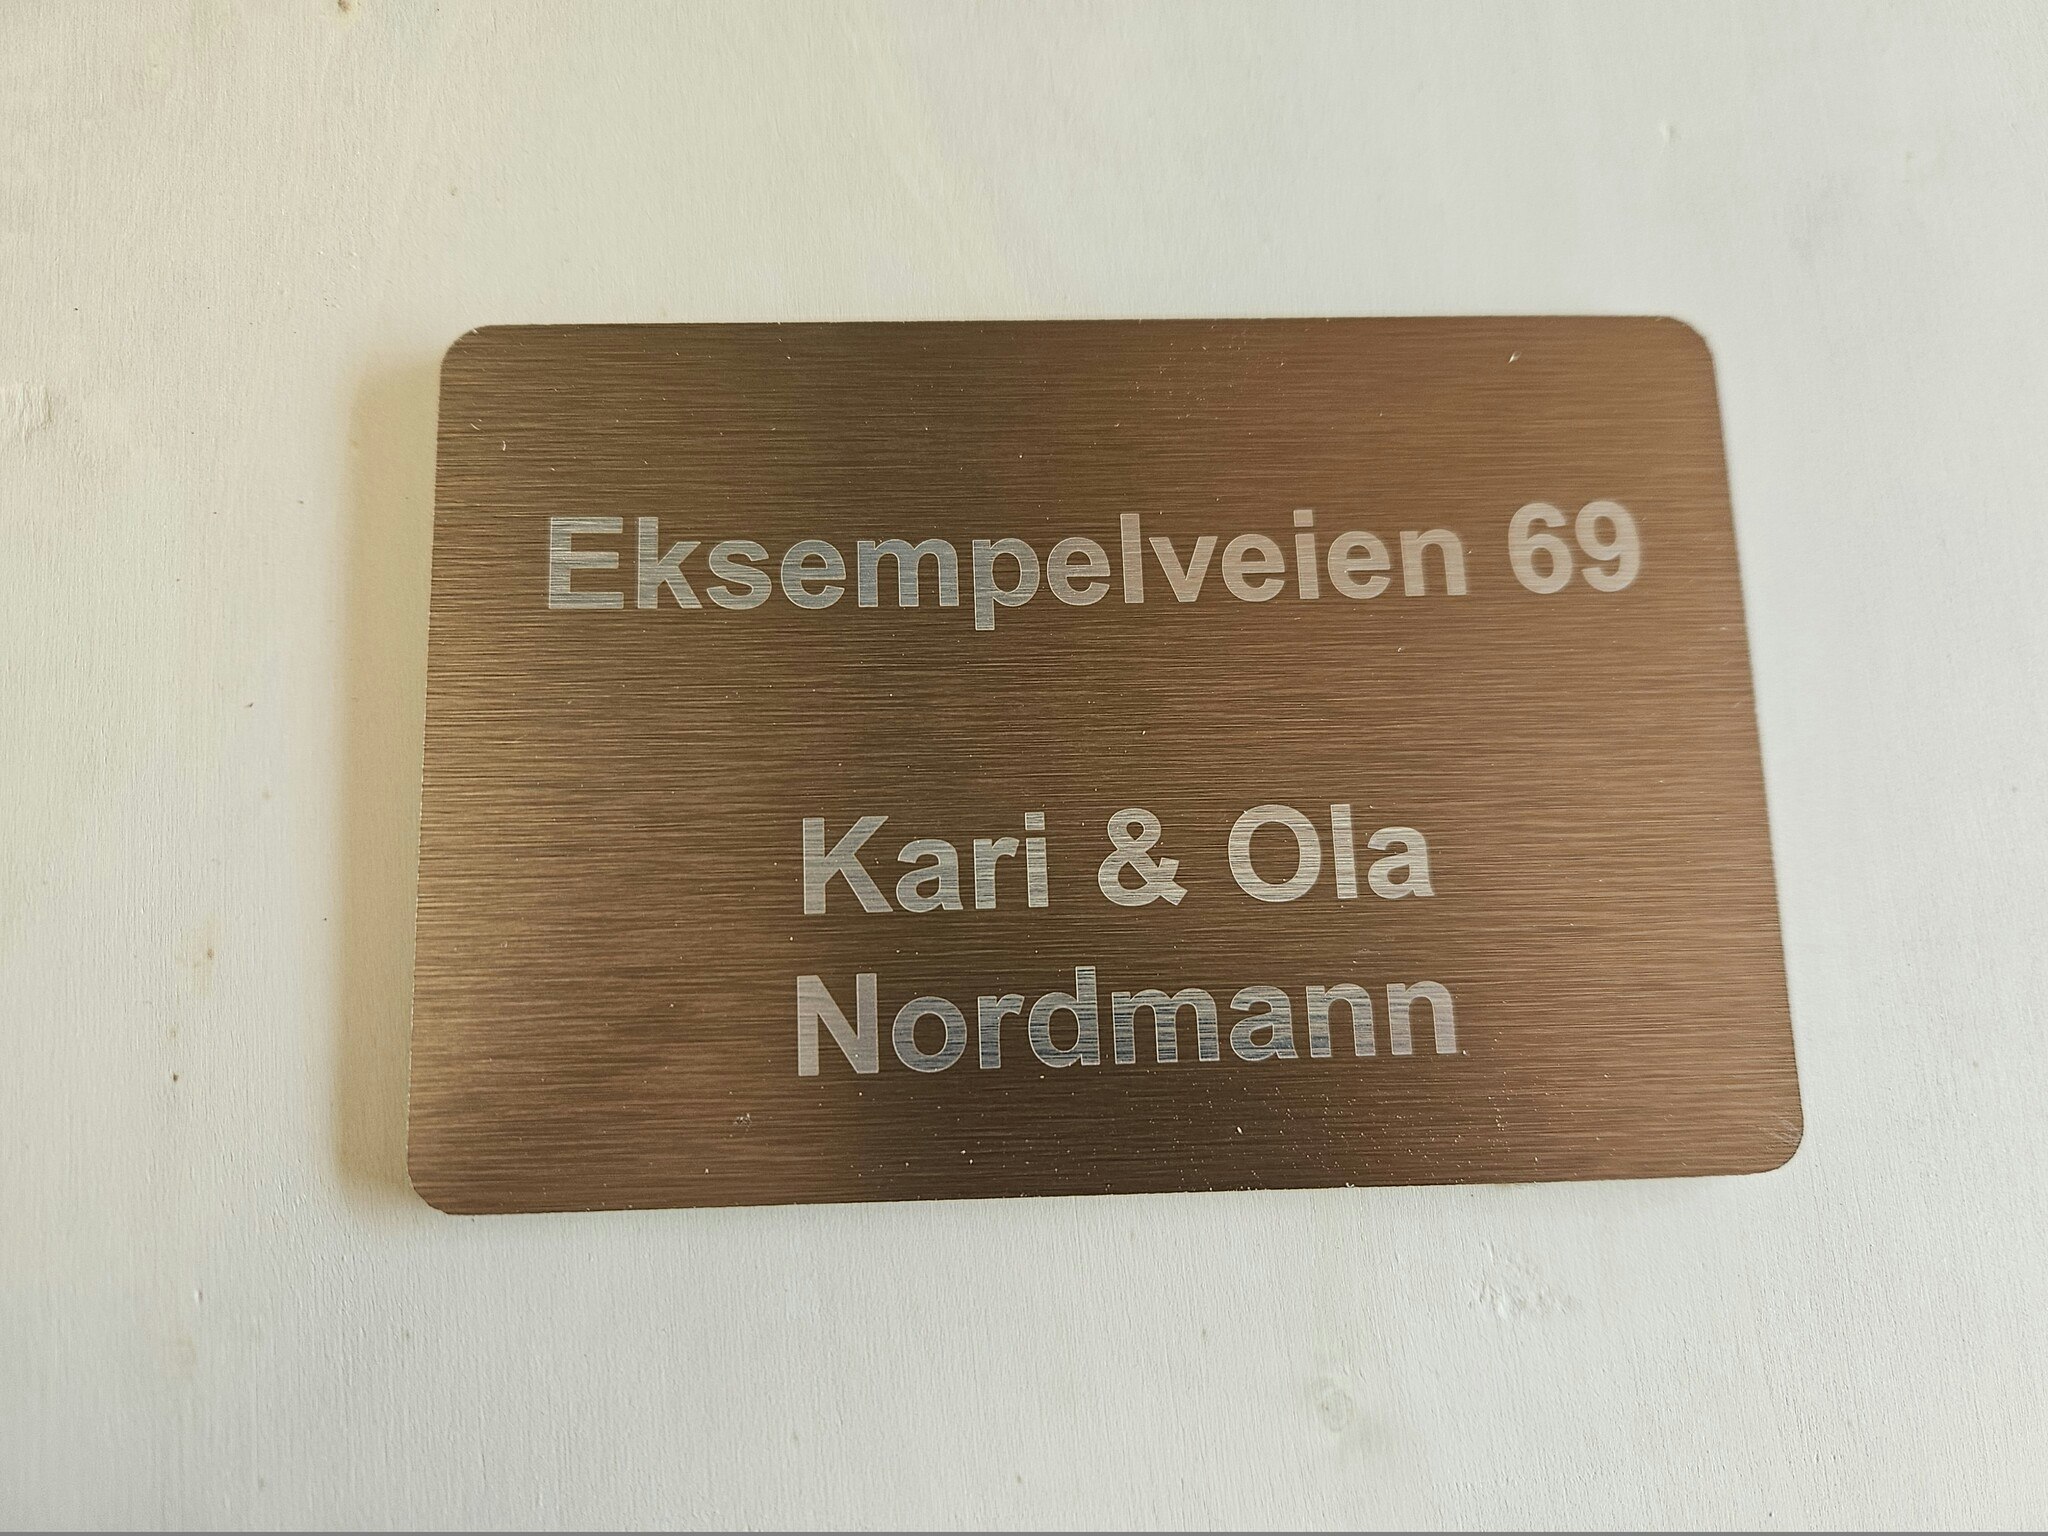 Eksempelveien 69
Kari & Ola
Nordmann